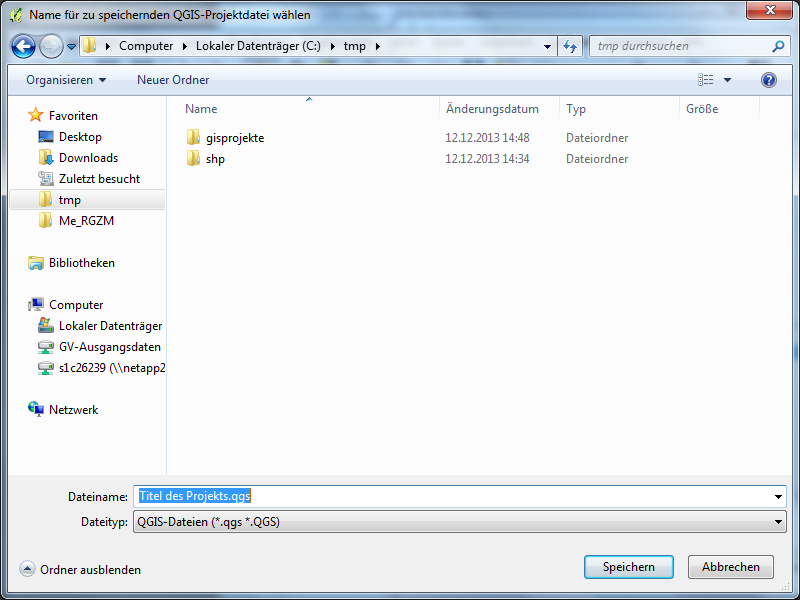 Name für zu speichernden QGIS-Projektdatei wählen
Computer Lokaler Datenträger (C:) tmp tmp durchsuchen
Organisieren Neuer Ordner
Name Änderungsdatum Typ Größe
gisprojekte 12.12.2013 14:48 Dateiordner
shp 12.12.2013 14:34 Dateiordner
Favoriten
Desktop
Downloads
Zuletzt besucht
tmp
Me_RGZM
Bibliotheken
Computer
Lokaler Datenträger
GV-Ausgangsdaten
s1c26239 (\\netapp2
Netzwerk
Dateiname: Titel des Projekts.qgs
Dateityp: QGIS-Dateien (*.qgs *.QGS)
Ordner ausblenden Speichern Abbrechen